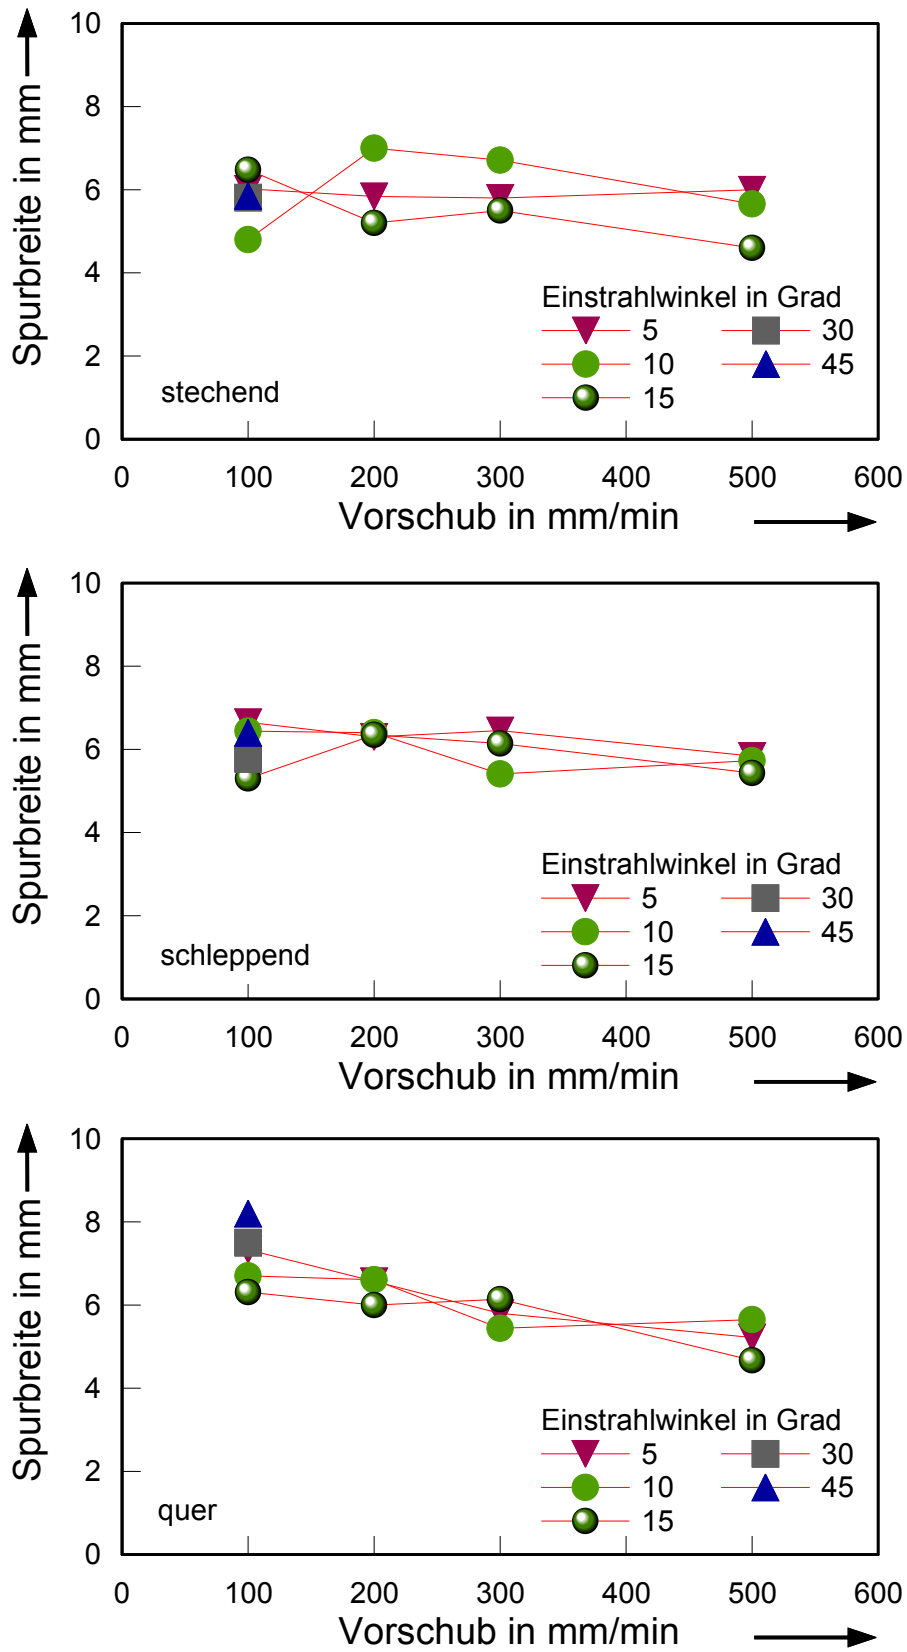 10
8
6
4
2
0
Spurbreite in mm
Einstrahlwinkel in Grad
5 30
10 45
15
stechend
0 100 200 300 400 500 600
Vorschub in mm/min
10
8
6
4
2
0
Spurbreite in mm
Einstrahlwinkel in Grad
5 30
10 45
15
schleppend
0 100 200 300 400 500 600
Vorschub in mm/min
10
8
6
4
2
0
Spurbreite in mm
Einstrahlwinkel in Grad
5 30
10 45
15
quer
0 100 200 300 400 500 600
Vorschub in mm/min